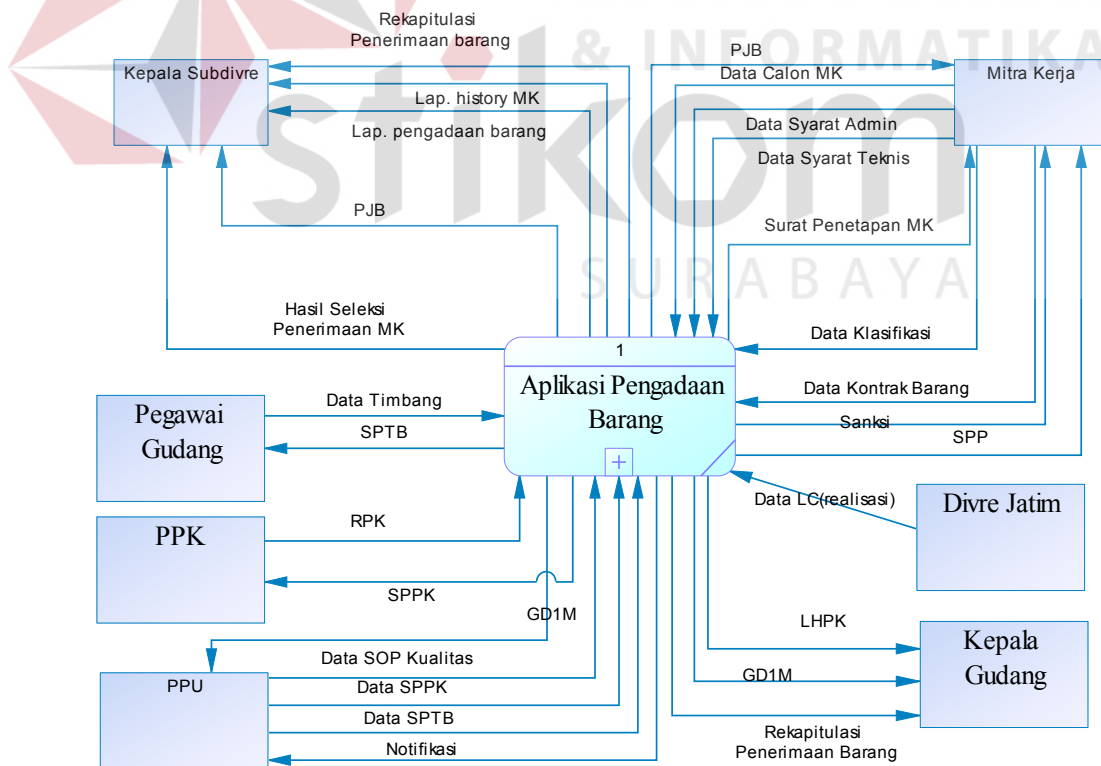 Rekapitulasi
Penerimaan barang
& INFORMATIKA
PJB
Kepala Subdivre
Data Calon MK
Mitra Kerja
stikom
Lap. history MK
Data Syarat Admin
Lap. pengadaan barang
Data Syarat Teknis
PJB
Surat Penetapan MK
SURABAYA
Hasil Seleksi
Penerimaan MK
Data Klasifikasi
1
Aplikasi Pengadaan
Barang
Data Kontrak Barang
Pegawai
Gudang
Data Timbang
SPTB
Sanksi
SPP
Data LC(realisasi)
Divre Jatim
PPK
RPK
SPPK
GD1M
LHPK
Kepala
Gudang
Data SOP Kualitas
PPU
Data SPPK
GD1M
Data SPTB
Notifikasi
Rekapitulasi
Penerimaan Barang